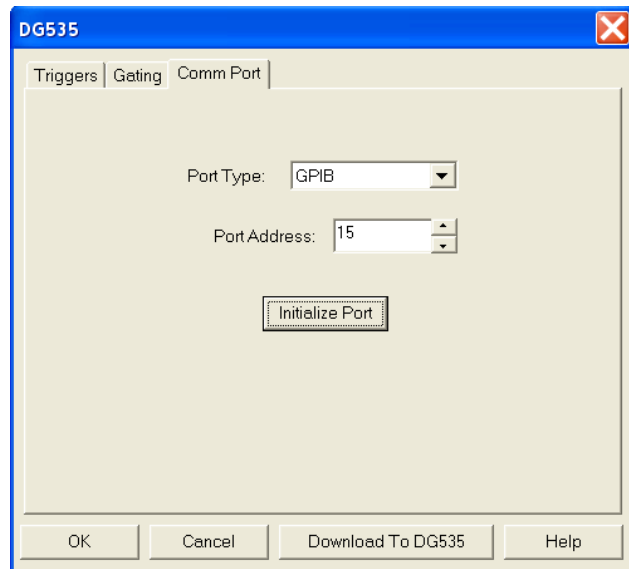 DG535
Triggers Gating Comm Port
Port Type: GPIB
Port Address: 15
Initialize Port
OK Cancel Download To DG535 Help